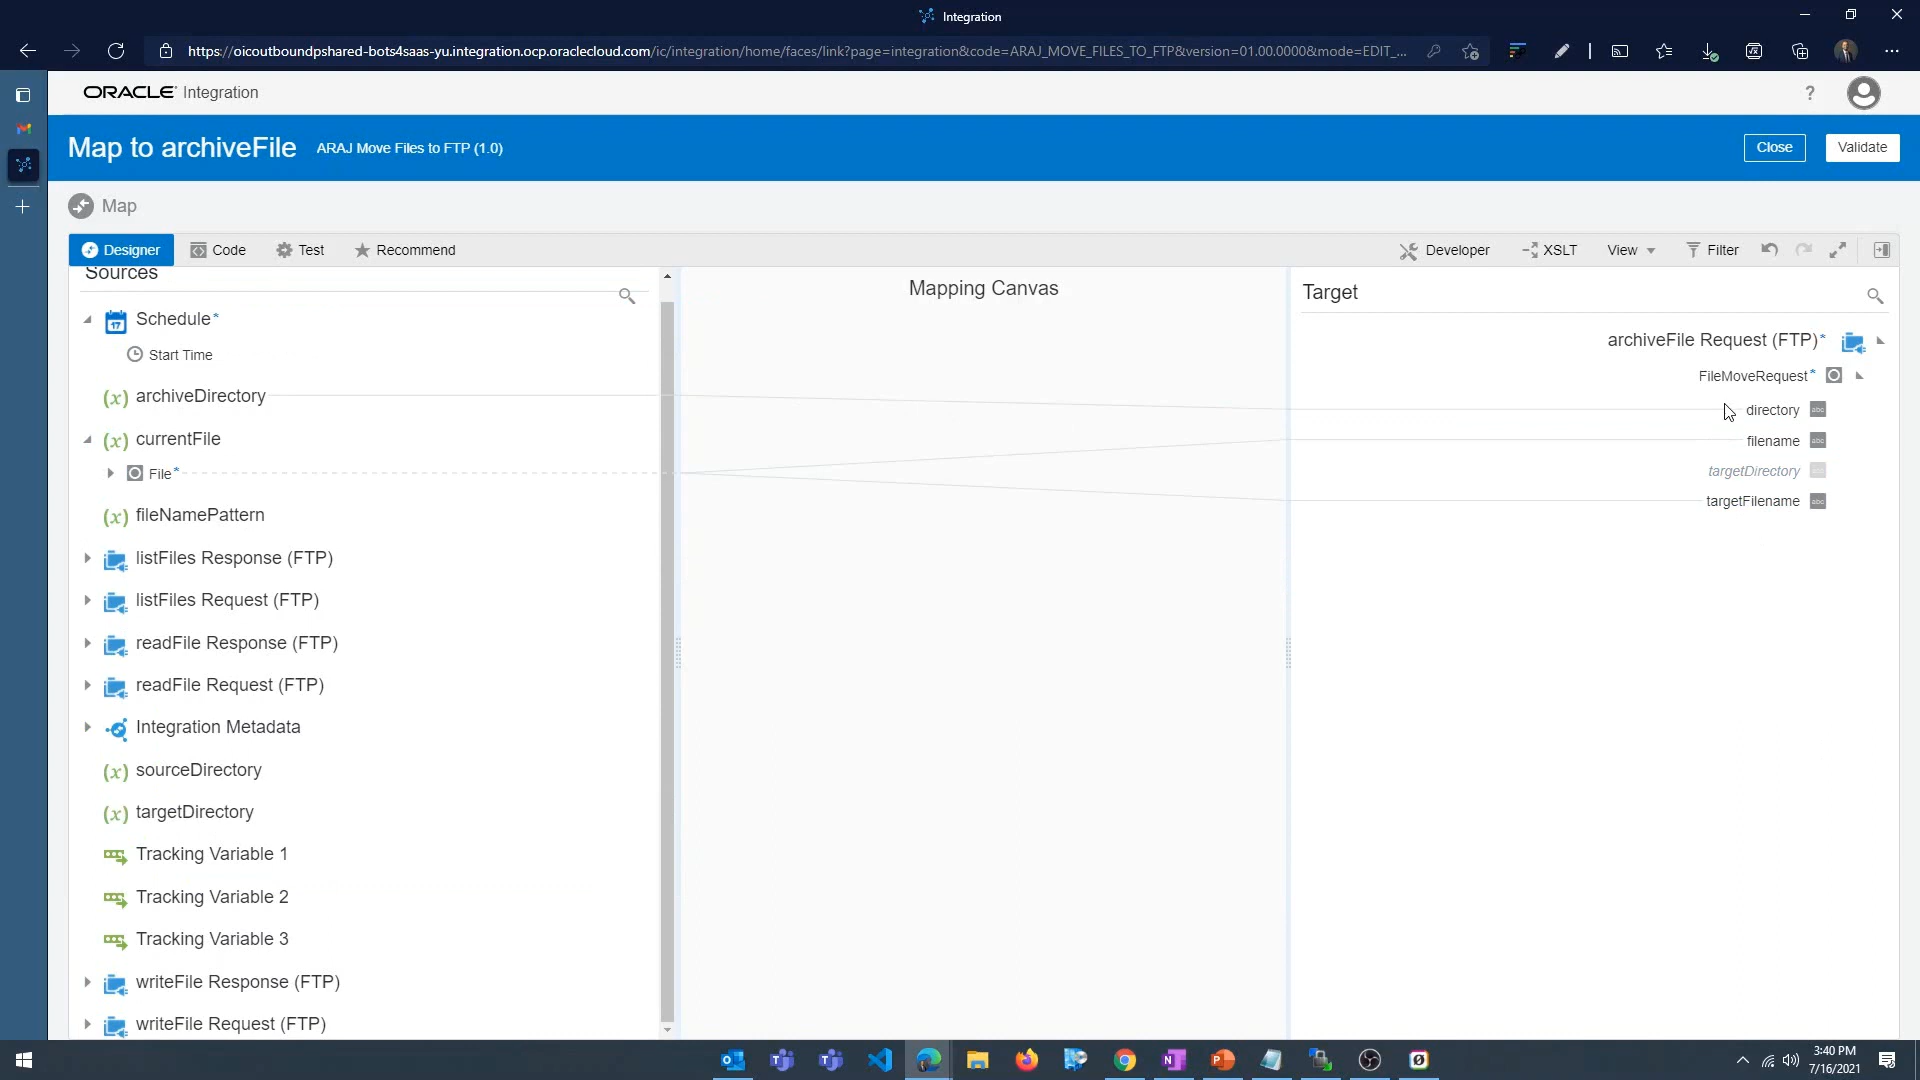 Integration
https://oicoutboundpshared-bots4saas-yu.integration.ocp.oraclecloud.com/ic/integration/home/faces/link?page=integration&code=ARAJ_MOVE_FILES_TO_FTP&version=01.00.0000&mode=EDIT_...
ORACLE Integration
?
Map to archiveFile ARAJ Move Files to FTP (1.0)
Close Validate
Map
Designer Code Test Recommend Developer XSLT View Filter
Sources
Mapping Canvas
Target
17 Schedule*
Start Time
(x) archiveDirectory
(x) currentFile
File*
(x) fileNamePattern
listFiles Response (FTP)
listFiles Request (FTP)
readFile Response (FTP)
readFile Request (FTP)
Integration Metadata
(x) sourceDirectory
(x) targetDirectory
Tracking Variable 1
Tracking Variable 2
Tracking Variable 3
writeFile Response (FTP)
writeFile Request (FTP)
archiveFile Request (FTP)*
FileMoveRequest*
directory abc
filename abc
targetDirectory abc
targetFilename abc
3:40 PM
7/16/2021